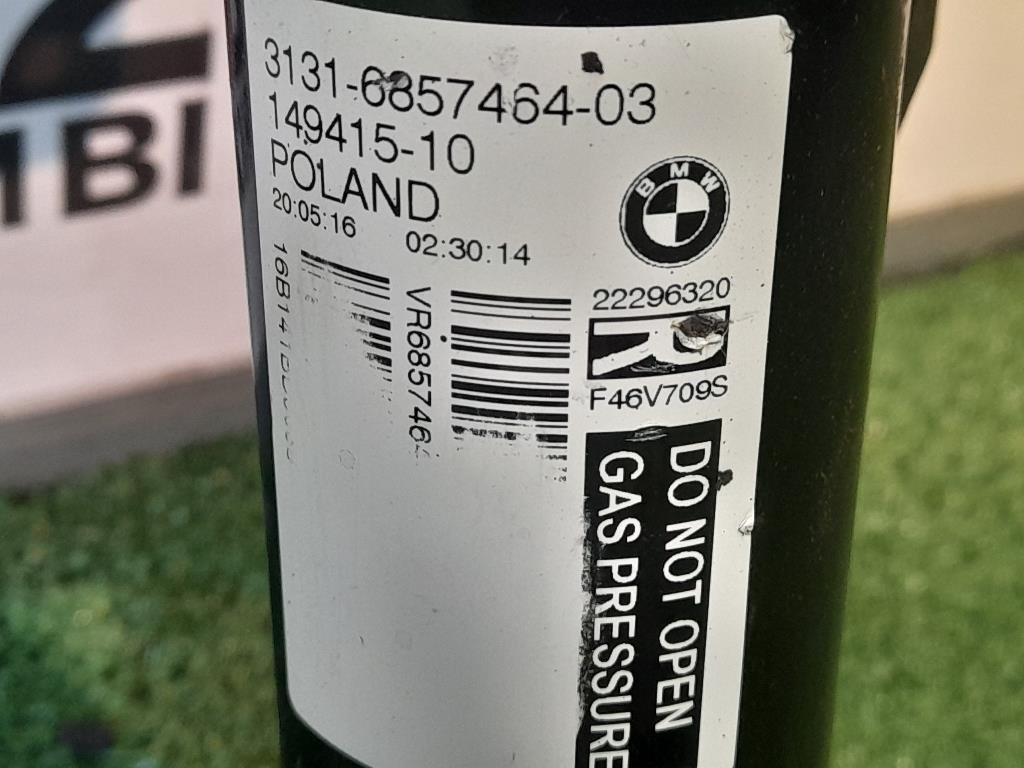 3131-6857464-03
149415-10
POLAND
20:05:16 02:30:14
BMW
22296320
R
F46V709S
VR685746
DO NOT OPEN
GAS PRESSURE